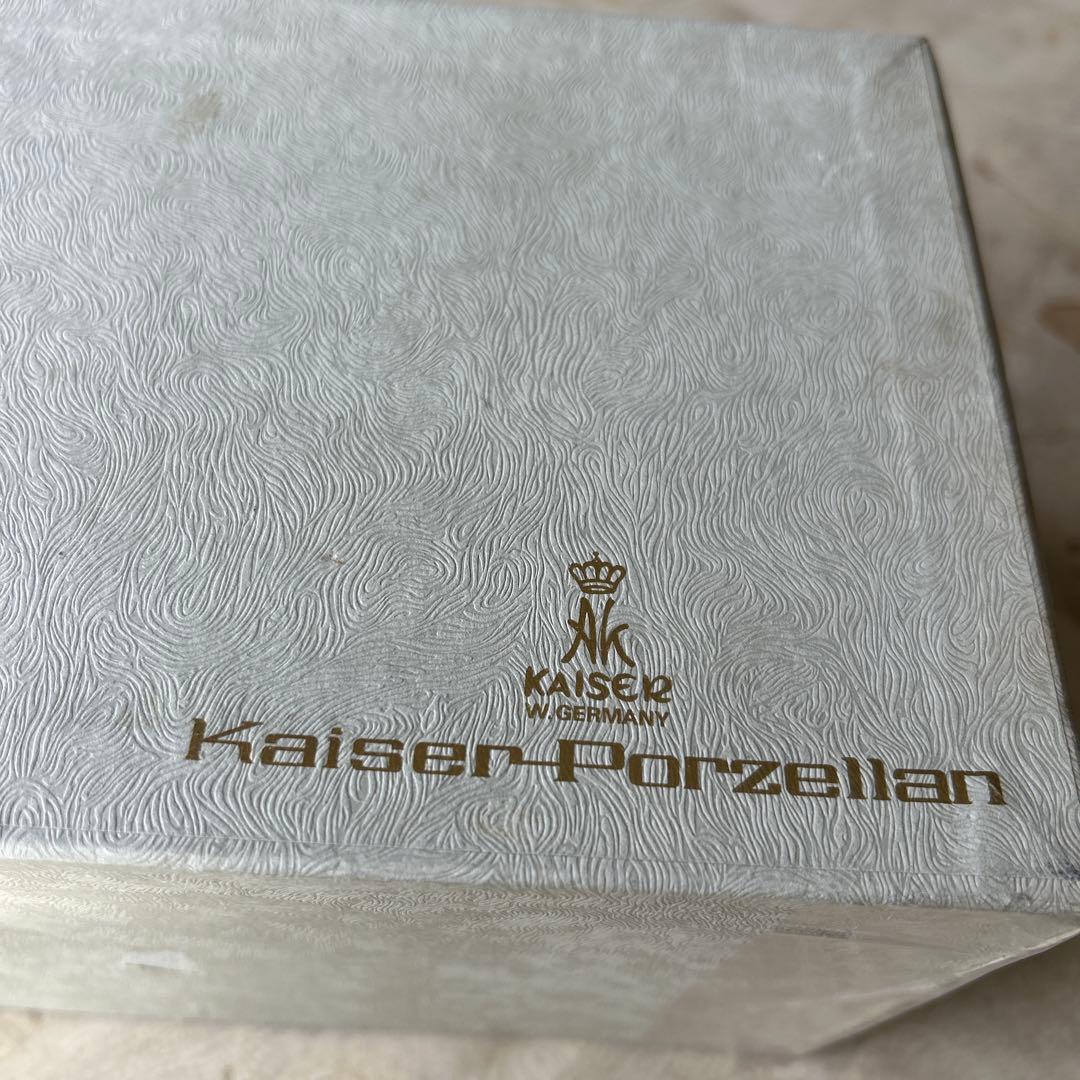 AK
KAISER
W. GERMANY
Kaiser-Porzellan